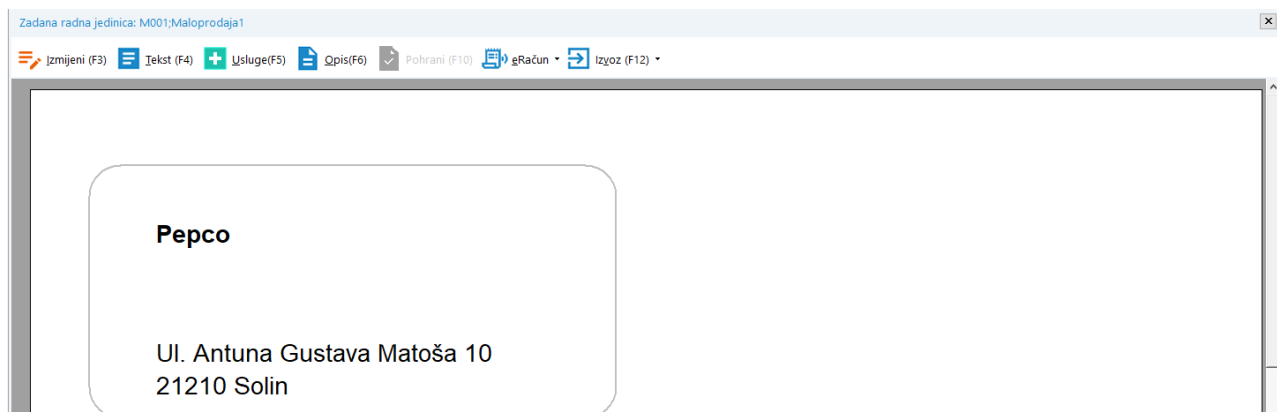 Zadana radna jedinica: M001;Maloprodaja1
Izmijeni (F3) Tekst (F4) Usluge(F5) Opis(F6) Pohrani (F10) eRačun Izvoz (F12)
Pepco
Ul. Antuna Gustava Matoša 10
21210 Solin